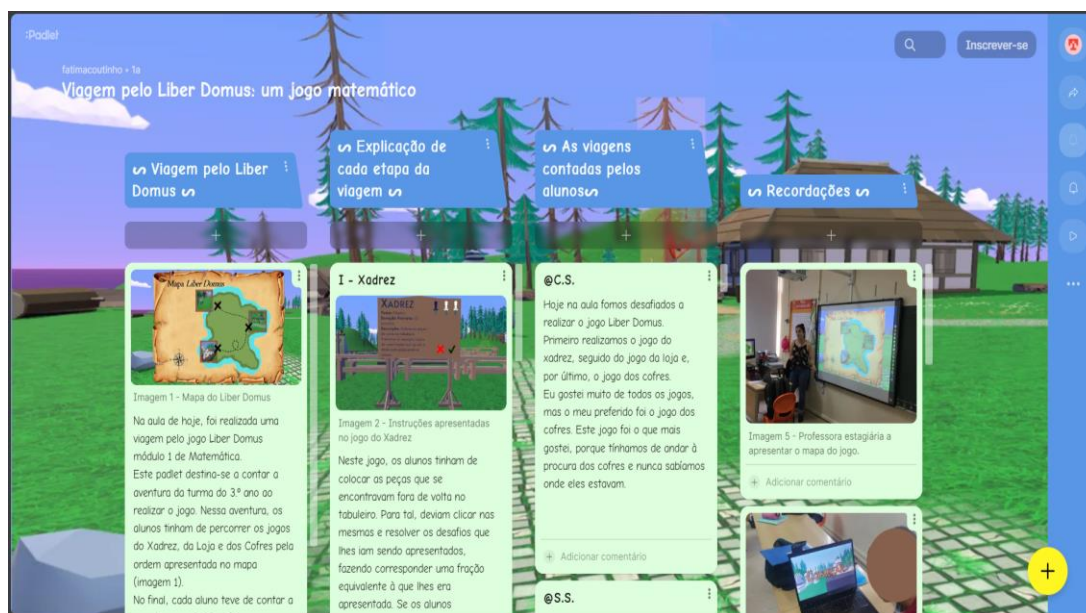 :Padlet
Inscrever-se
fatimacoutinho + 1a
Viagem pelo Liber Domus: um jogo matemático
Viagem pelo Liber
Domus
Mapa Liber Domus
Imagem 1 - Mapa do Liber Domus
Na aula de hoje, foi realizada uma
viagem pelo jogo Liber Domus
módulo 1 de Matemática.
Este padlet destina-se a contar a
aventura da turma do 3.º ano ao
realizar o jogo. Nessa aventura, os
alunos tinham de percorrer os jogos
do Xadrez, da Loja e dos Cofres pela
ordem apresentada no mapa
(imagem 1).
No final, cada aluno teve de contar a
Explicação de
cada etapa da
viagem
I - Xadrez
XADREZ
Imagem 2 - Instruções apresentadas
no jogo do Xadrez
Neste jogo, os alunos tinham de
colocar as peças que se
encontravam fora de volta no
tabuleiro. Para tal, deviam clicar nas
mesmas e resolver os desafios que
lhes iam sendo apresentados,
fazendo corresponder uma fração
equivalente à que lhes era
apresentada. Se os alunos
As viagens
contadas pelos
alunos
@C.S.
Hoje na aula fomos desafiados a
realizar o jogo Liber Domus.
Primeiro realizamos o jogo do
xadrez, seguido do jogo da loja e,
por último, o jogo dos cofres.
Eu gostei muito de todos os jogos,
mas o meu preferido foi o jogo dos
cofres. Este jogo foi o que mais
gostei, porque tínhamos de andar à
procura dos cofres e nunca sabíamos
onde eles estavam.
Adicionar comentário
@S.S.
Recordações
Imagem 5 - Professora estagiária a
apresentar o mapa do jogo.
Adicionar comentário